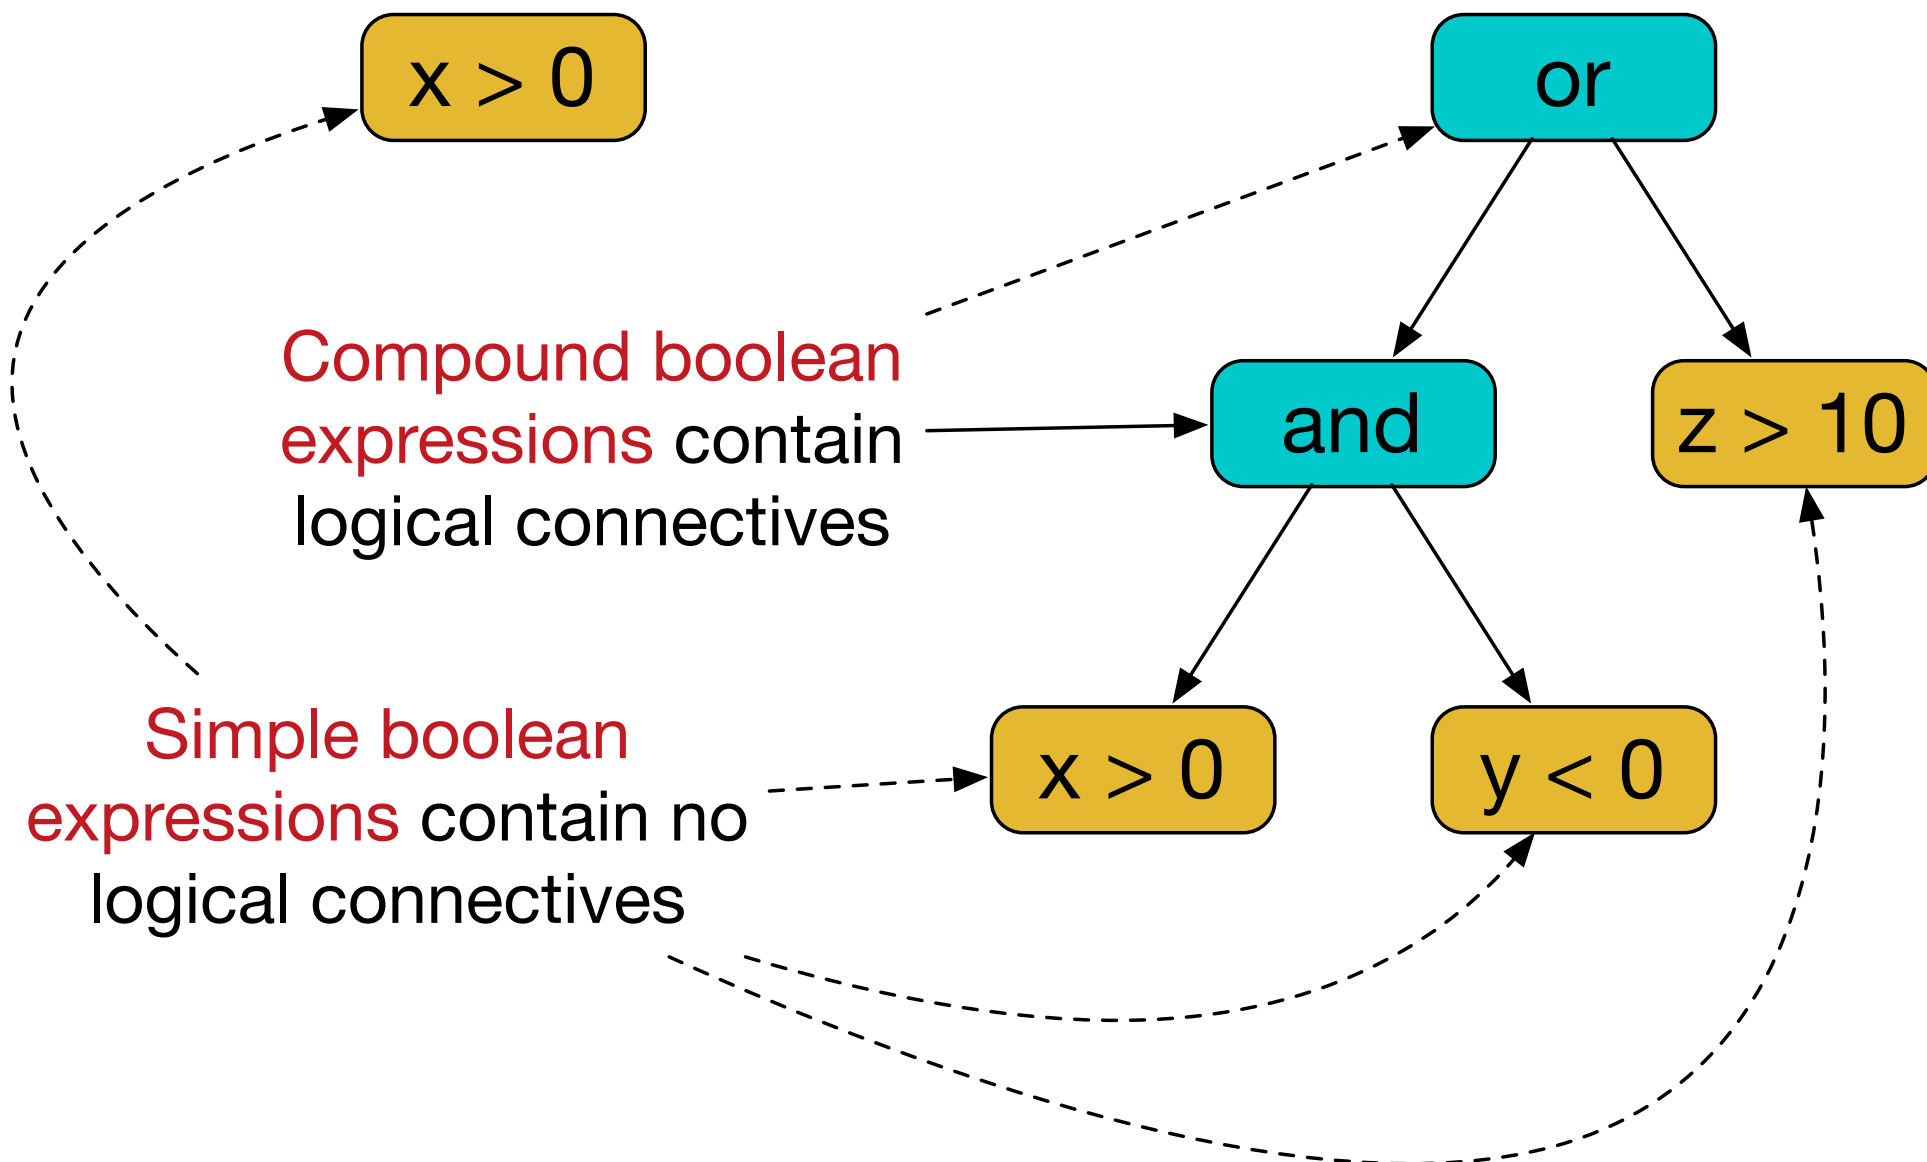 x > 0
or
Compound boolean
expressions contain
logical connectives
and
z > 10
Simple boolean
expressions contain no
logical connectives
x > 0
y < 0